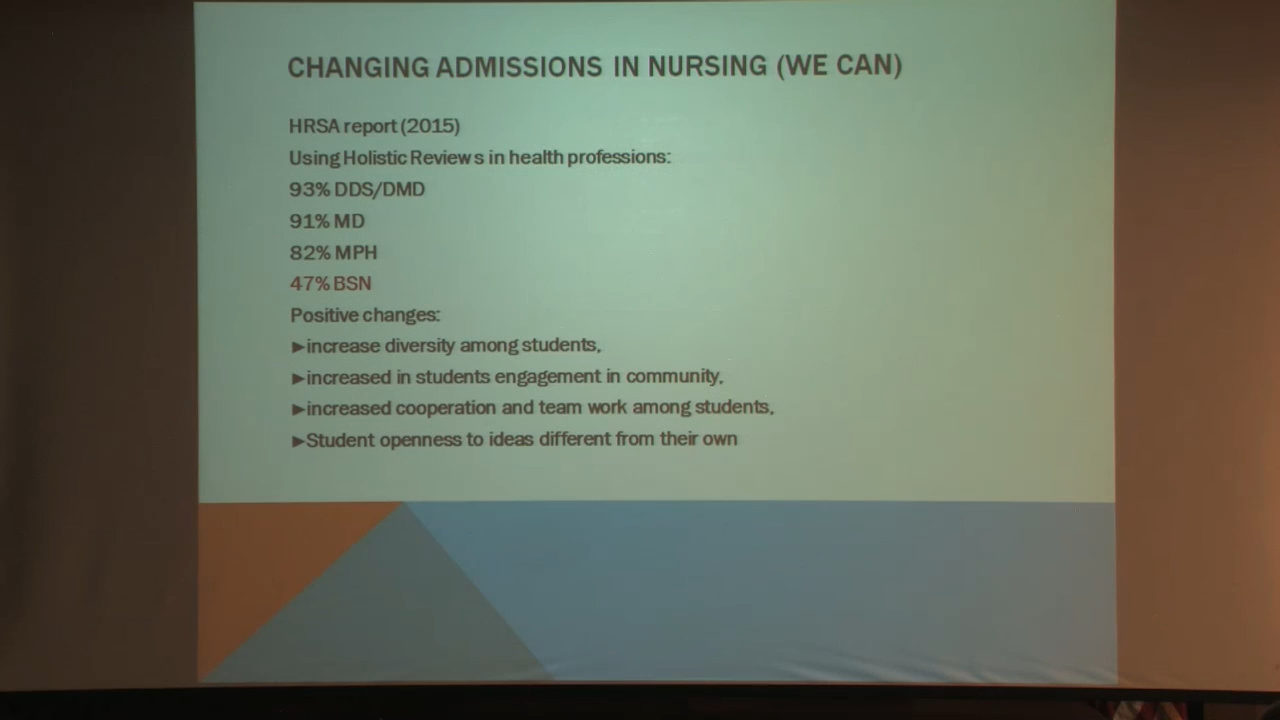 CHANGING ADMISSIONS IN NURSING (WE CAN)
HRSA report (2015)
Using Holistic Reviews in health professions:
93% DDS/DMD
91% MD
82% MPH
47% BSN
Positive changes:
►increase diversity among students,
►increased in students engagement in community,
►increased cooperation and team work among students,
►Student openness to ideas different from their own